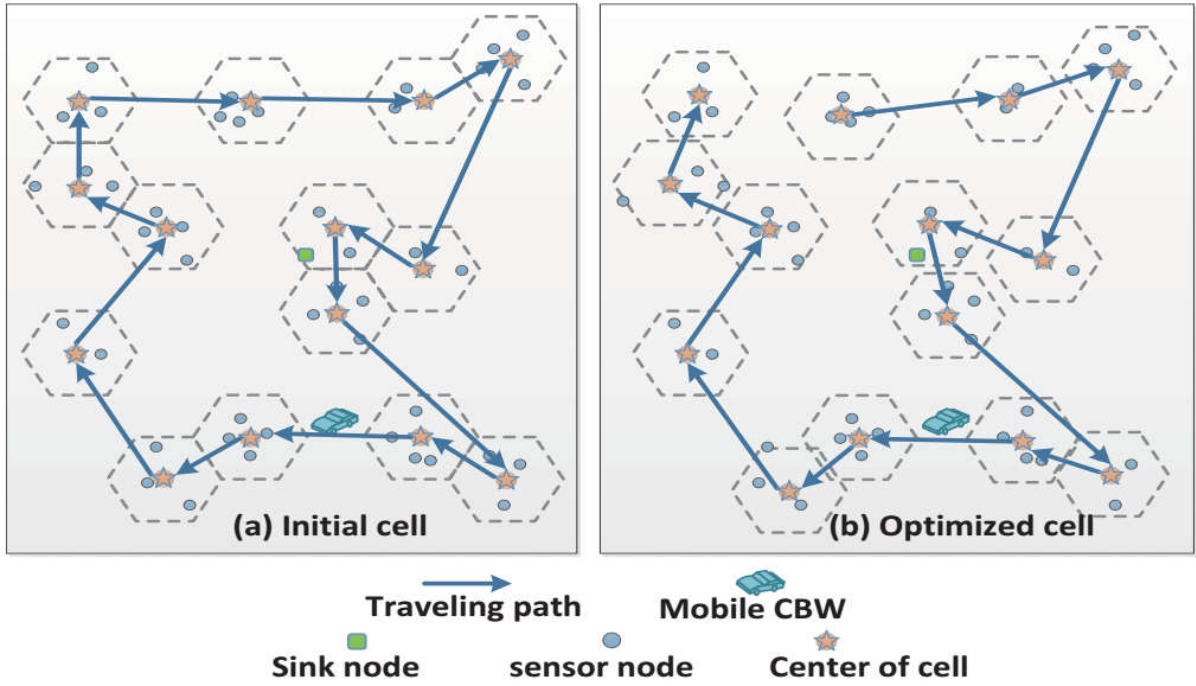 (a) Initial cell
(b) Optimized cell
Traveling path
Mobile CBW
Sink node
sensor node
Center of cell